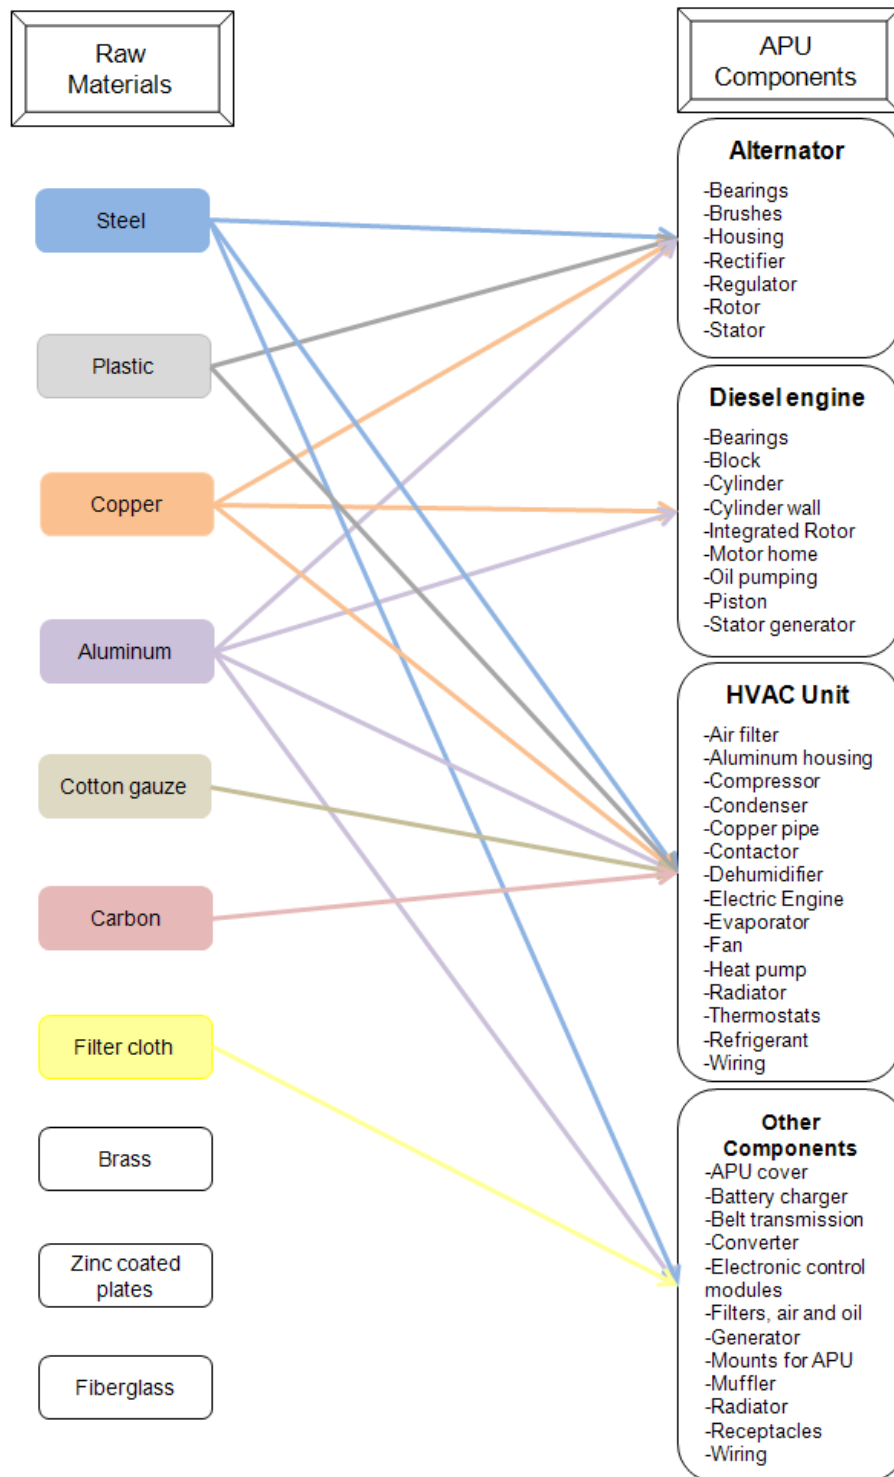 Raw
Materials
APU
Components
Steel
Plastic
Copper
Aluminum
Cotton gauze
Carbon
Filter cloth
Brass
Zinc coated
plates
Fiberglass
Alternator
-Bearings
-Brushes
-Housing
-Rectifier
-Regulator
-Rotor
-Stator
Diesel engine
-Bearings
-Block
-Cylinder
-Cylinder wall
-Integrated Rotor
-Motor home
-Oil pumping
-Piston
-Stator generator
HVAC Unit
-Air filter
-Aluminum housing
-Compressor
-Condenser
-Copper pipe
-Contactor
-Dehumidifier
-Electric Engine
-Evaporator
-Fan
-Heat pump
-Radiator
-Thermostats
-Refrigerant
-Wiring
Other
Components
-APU cover
-Battery charger
-Belt transmission
-Converter
-Electronic control
modules
-Filters, air and oil
-Generator
-Mounts for APU
-Muffler
-Radiator
-Receptacles
-Wiring